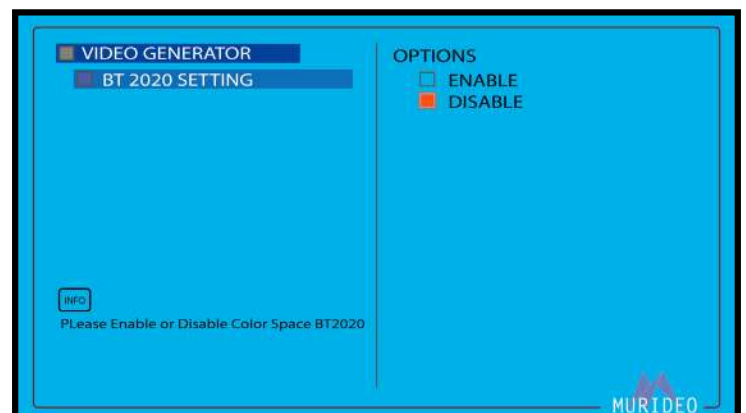 VIDEO GENERATOR
BT 2020 SETTING
OPTIONS
ENABLE
DISABLE
INFO
PLease Enable or Disable Color Space BT2020
MURIDEO